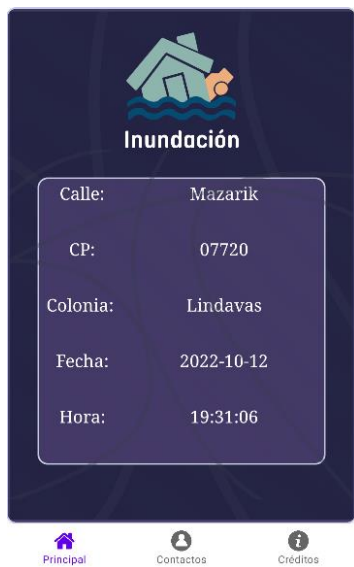 Inundación
Calle: Mazarik
CP: 07720
Colonia: Lindavas
Fecha: 2022-10-12
Hora: 19:31:06
Principal Contactos Créditos